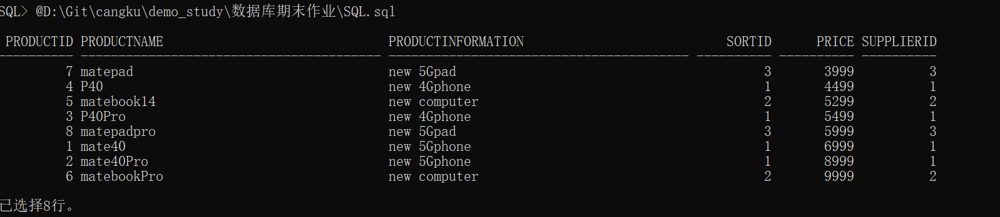 SQL> @D:\Git\cangku\demo_study\数据库期末作业\SQL.sql
PRODUCTID PRODUCTNAME PRODUCTINFORMATION SORTID PRICE SUPPLIERID
---------- ---------------------------------------- ---------------------------------------- ---------- ---------- ----------
7 matepad new 5Gpad 3 3999 3
4 P40 new 4Gphone 1 4499 1
5 matebook14 new computer 2 5299 2
3 P40Pro new 4Gphone 1 5499 1
8 matepadpro new 5Gpad 3 5999 3
1 mate40 new 5Gphone 1 6999 1
2 mate40Pro new 5Gphone 1 8999 1
6 matebookPro new computer 2 9999 2
已选择8行。